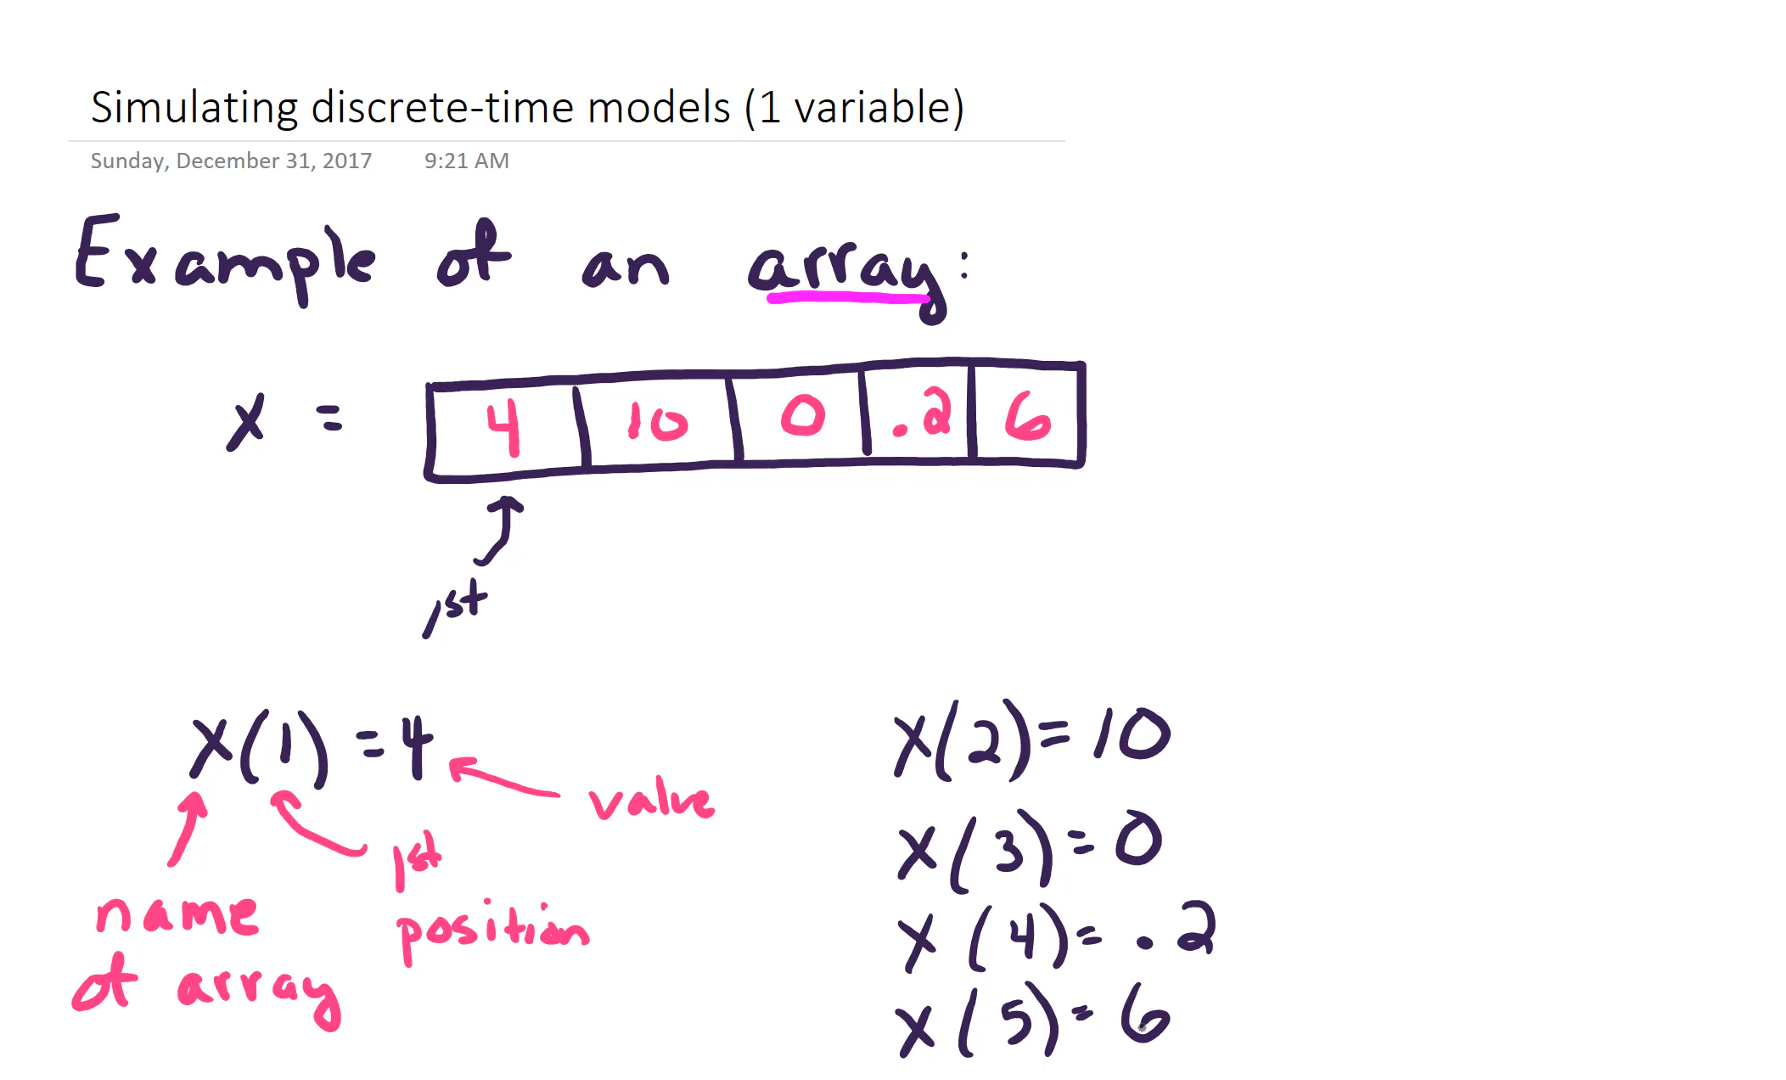 Simulating discrete-time models (1 variable)
Sunday, December 31, 2017 9:21 AM
Example of an array:
x = 4 10 0 .2 6
1st
x(1) = 4
value
1st
position
name
of array
x(2) = 10
x(3) = 0
x(4) = .2
x(5) = 6